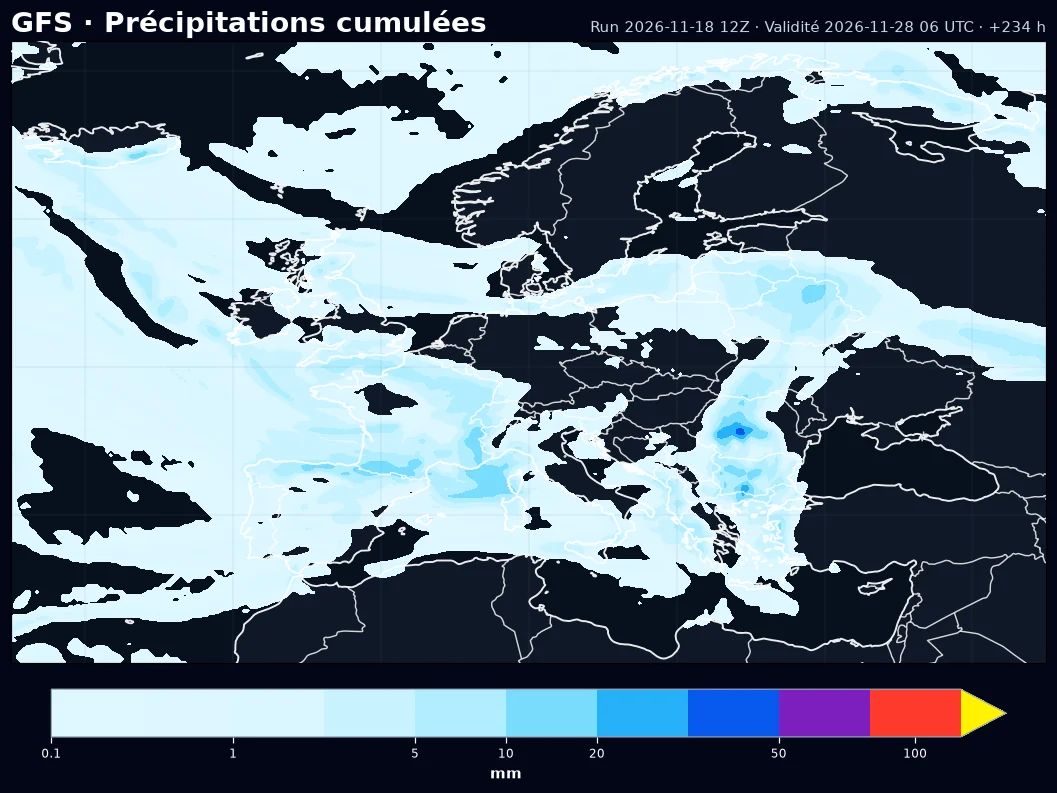 GFS · Précipitations cumulées
Run 2026-11-18 12Z · Validité 2026-11-28 06 UTC · +234 h
0.1 1 5 10 20 50 100
mm